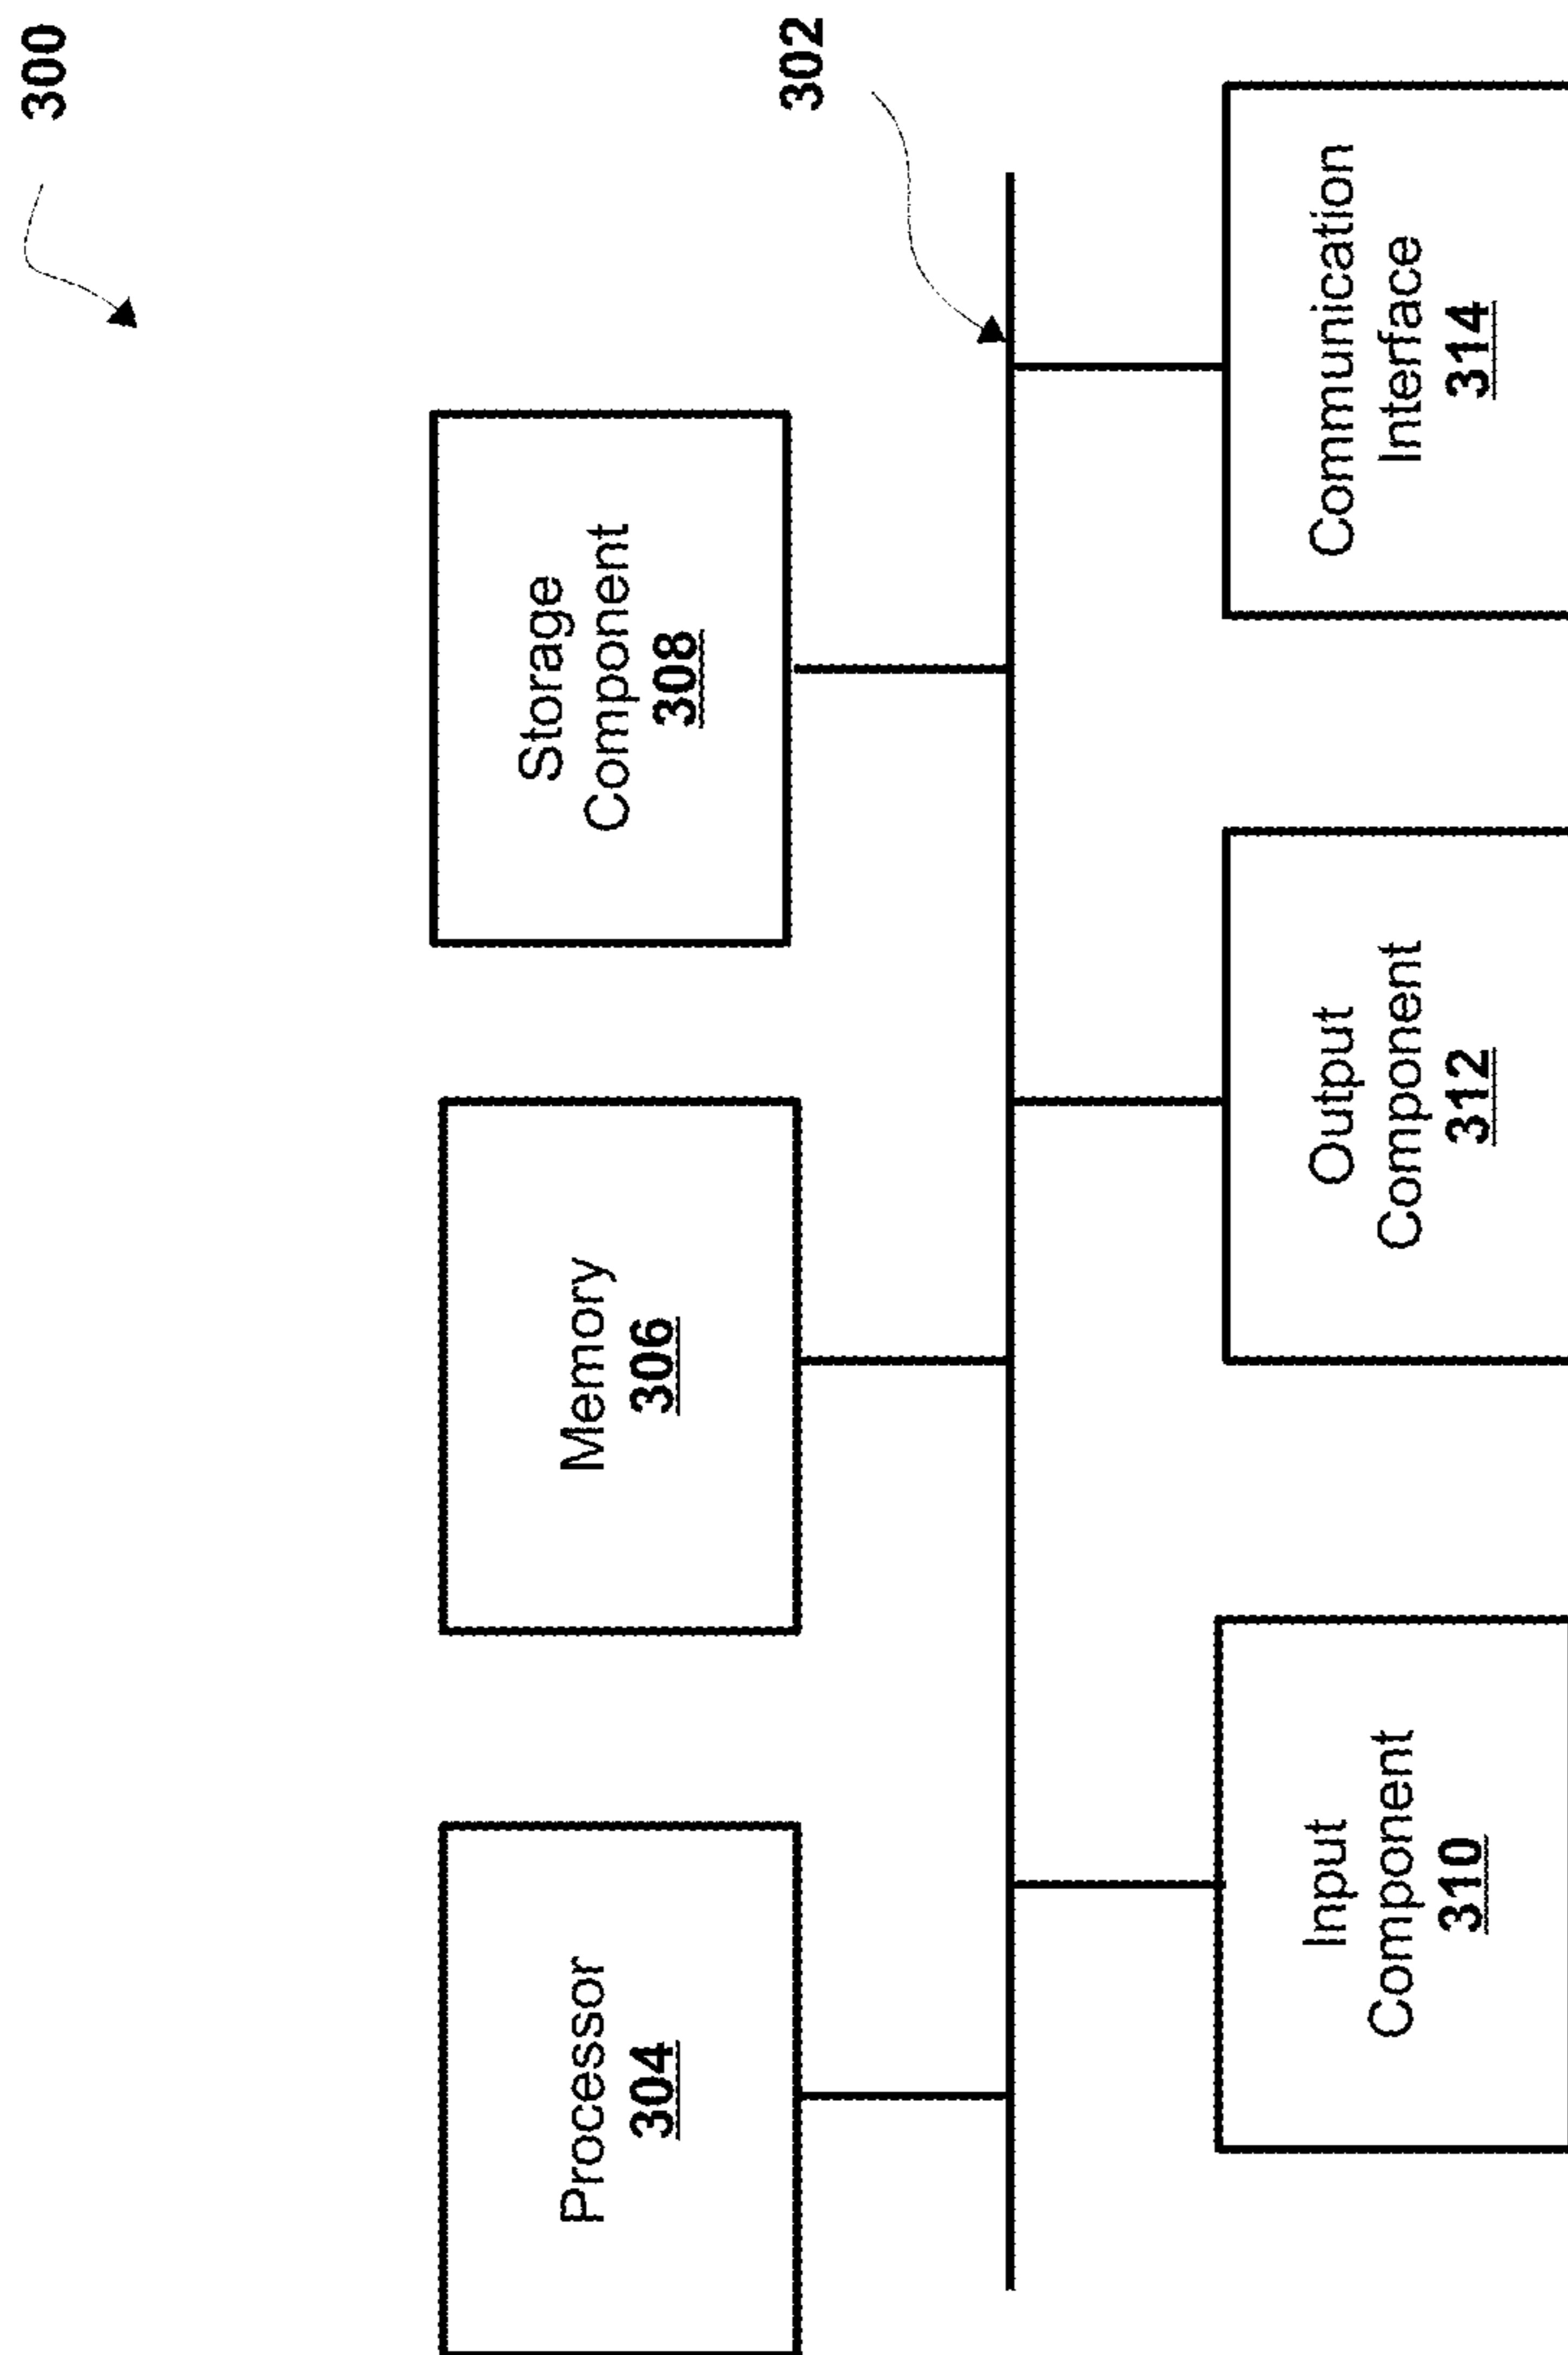 300
Processor
304
Memory
306
Storage
Component
308
302
Input
Component
310
Output
Component
312
Communication
Interface
314